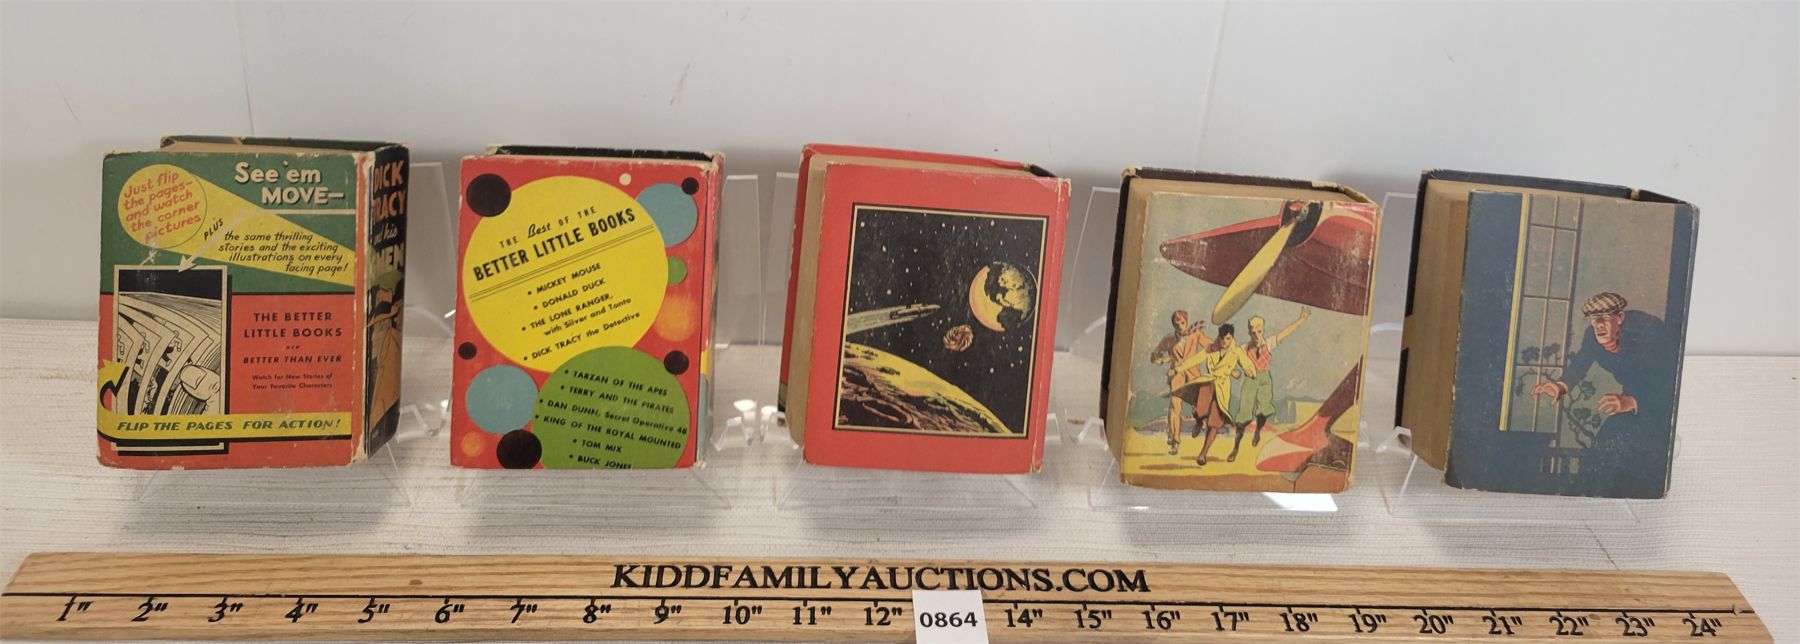 Just flip
the pages-
and watch
the corner
pictures
See 'em
MOVE—
PLUS
the same thrilling
stories and the exciting
illustrations on every
facing page!
THE BETTER
LITTLE BOOKS
are
BETTER THAN EVER
Watch for New Stories of
Your Favorite Characters
FLIP THE PAGES FOR ACTION!
DICK
TRACY
and his
MEN
THE Best OF THE
BETTER LITTLE BOOKS
• MICKEY MOUSE
• DONALD DUCK
• THE LONE RANGER,
with Silver and Tonto
• DICK TRACY the Detective
• TARZAN OF THE APES
• TERRY AND THE PIRATES
• DAN DUNN, Secret Operative 48
• KING OF THE ROYAL MOUNTED
• TOM MIX
• BUCK JONES
KIDDFAMILYAUCTIONS.COM
1" 2" 3" 4" 5" 6" 7" 8" 9" 10" 11" 12" 0864 14" 15" 16" 17" 18" 19" 20" 21" 22" 23" 24"